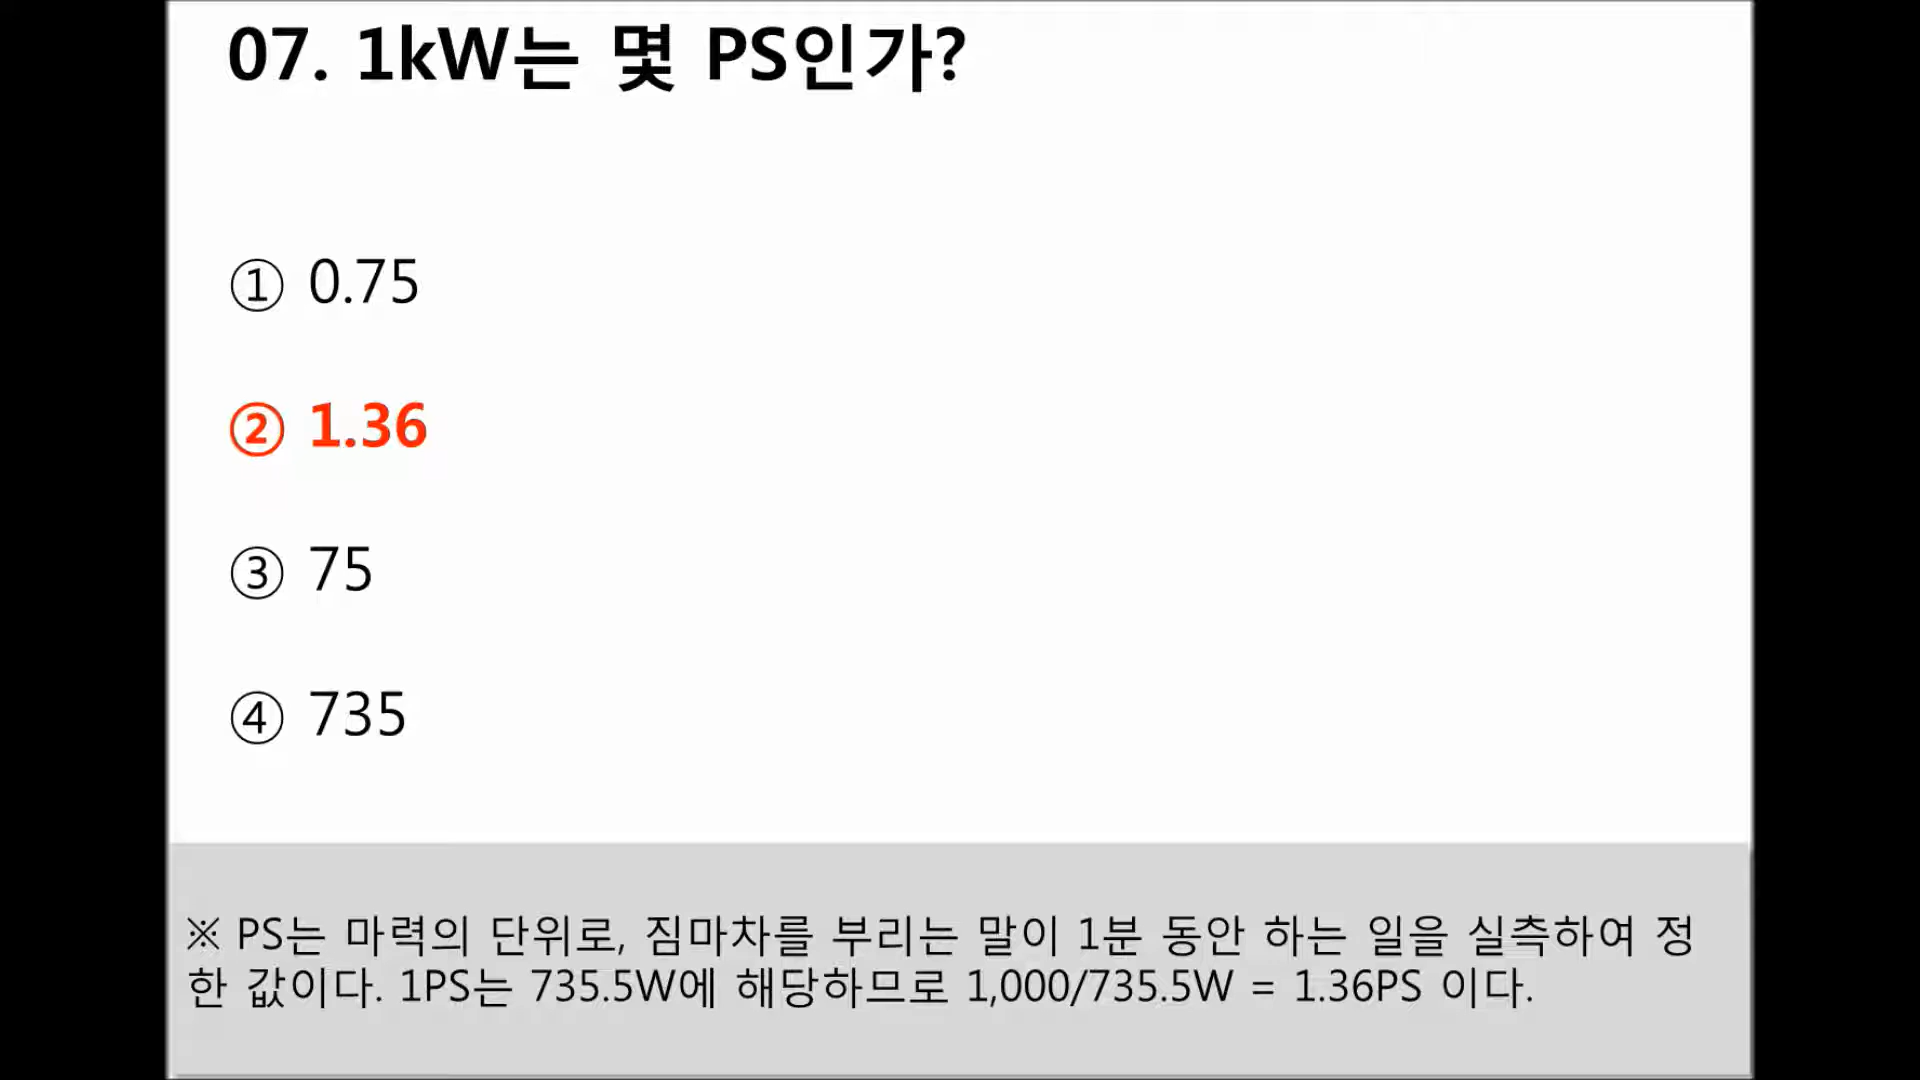 07. 1kW는 몇 PS인가?
① 0.75
② 1.36
③ 75
④ 735
※ PS는 마력의 단위로, 짐마차를 부리는 말이 1분 동안 하는 일을 실측하여 정
한 값이다. 1PS는 735.5W에 해당하므로 1,000/735.5W = 1.36PS 이다.